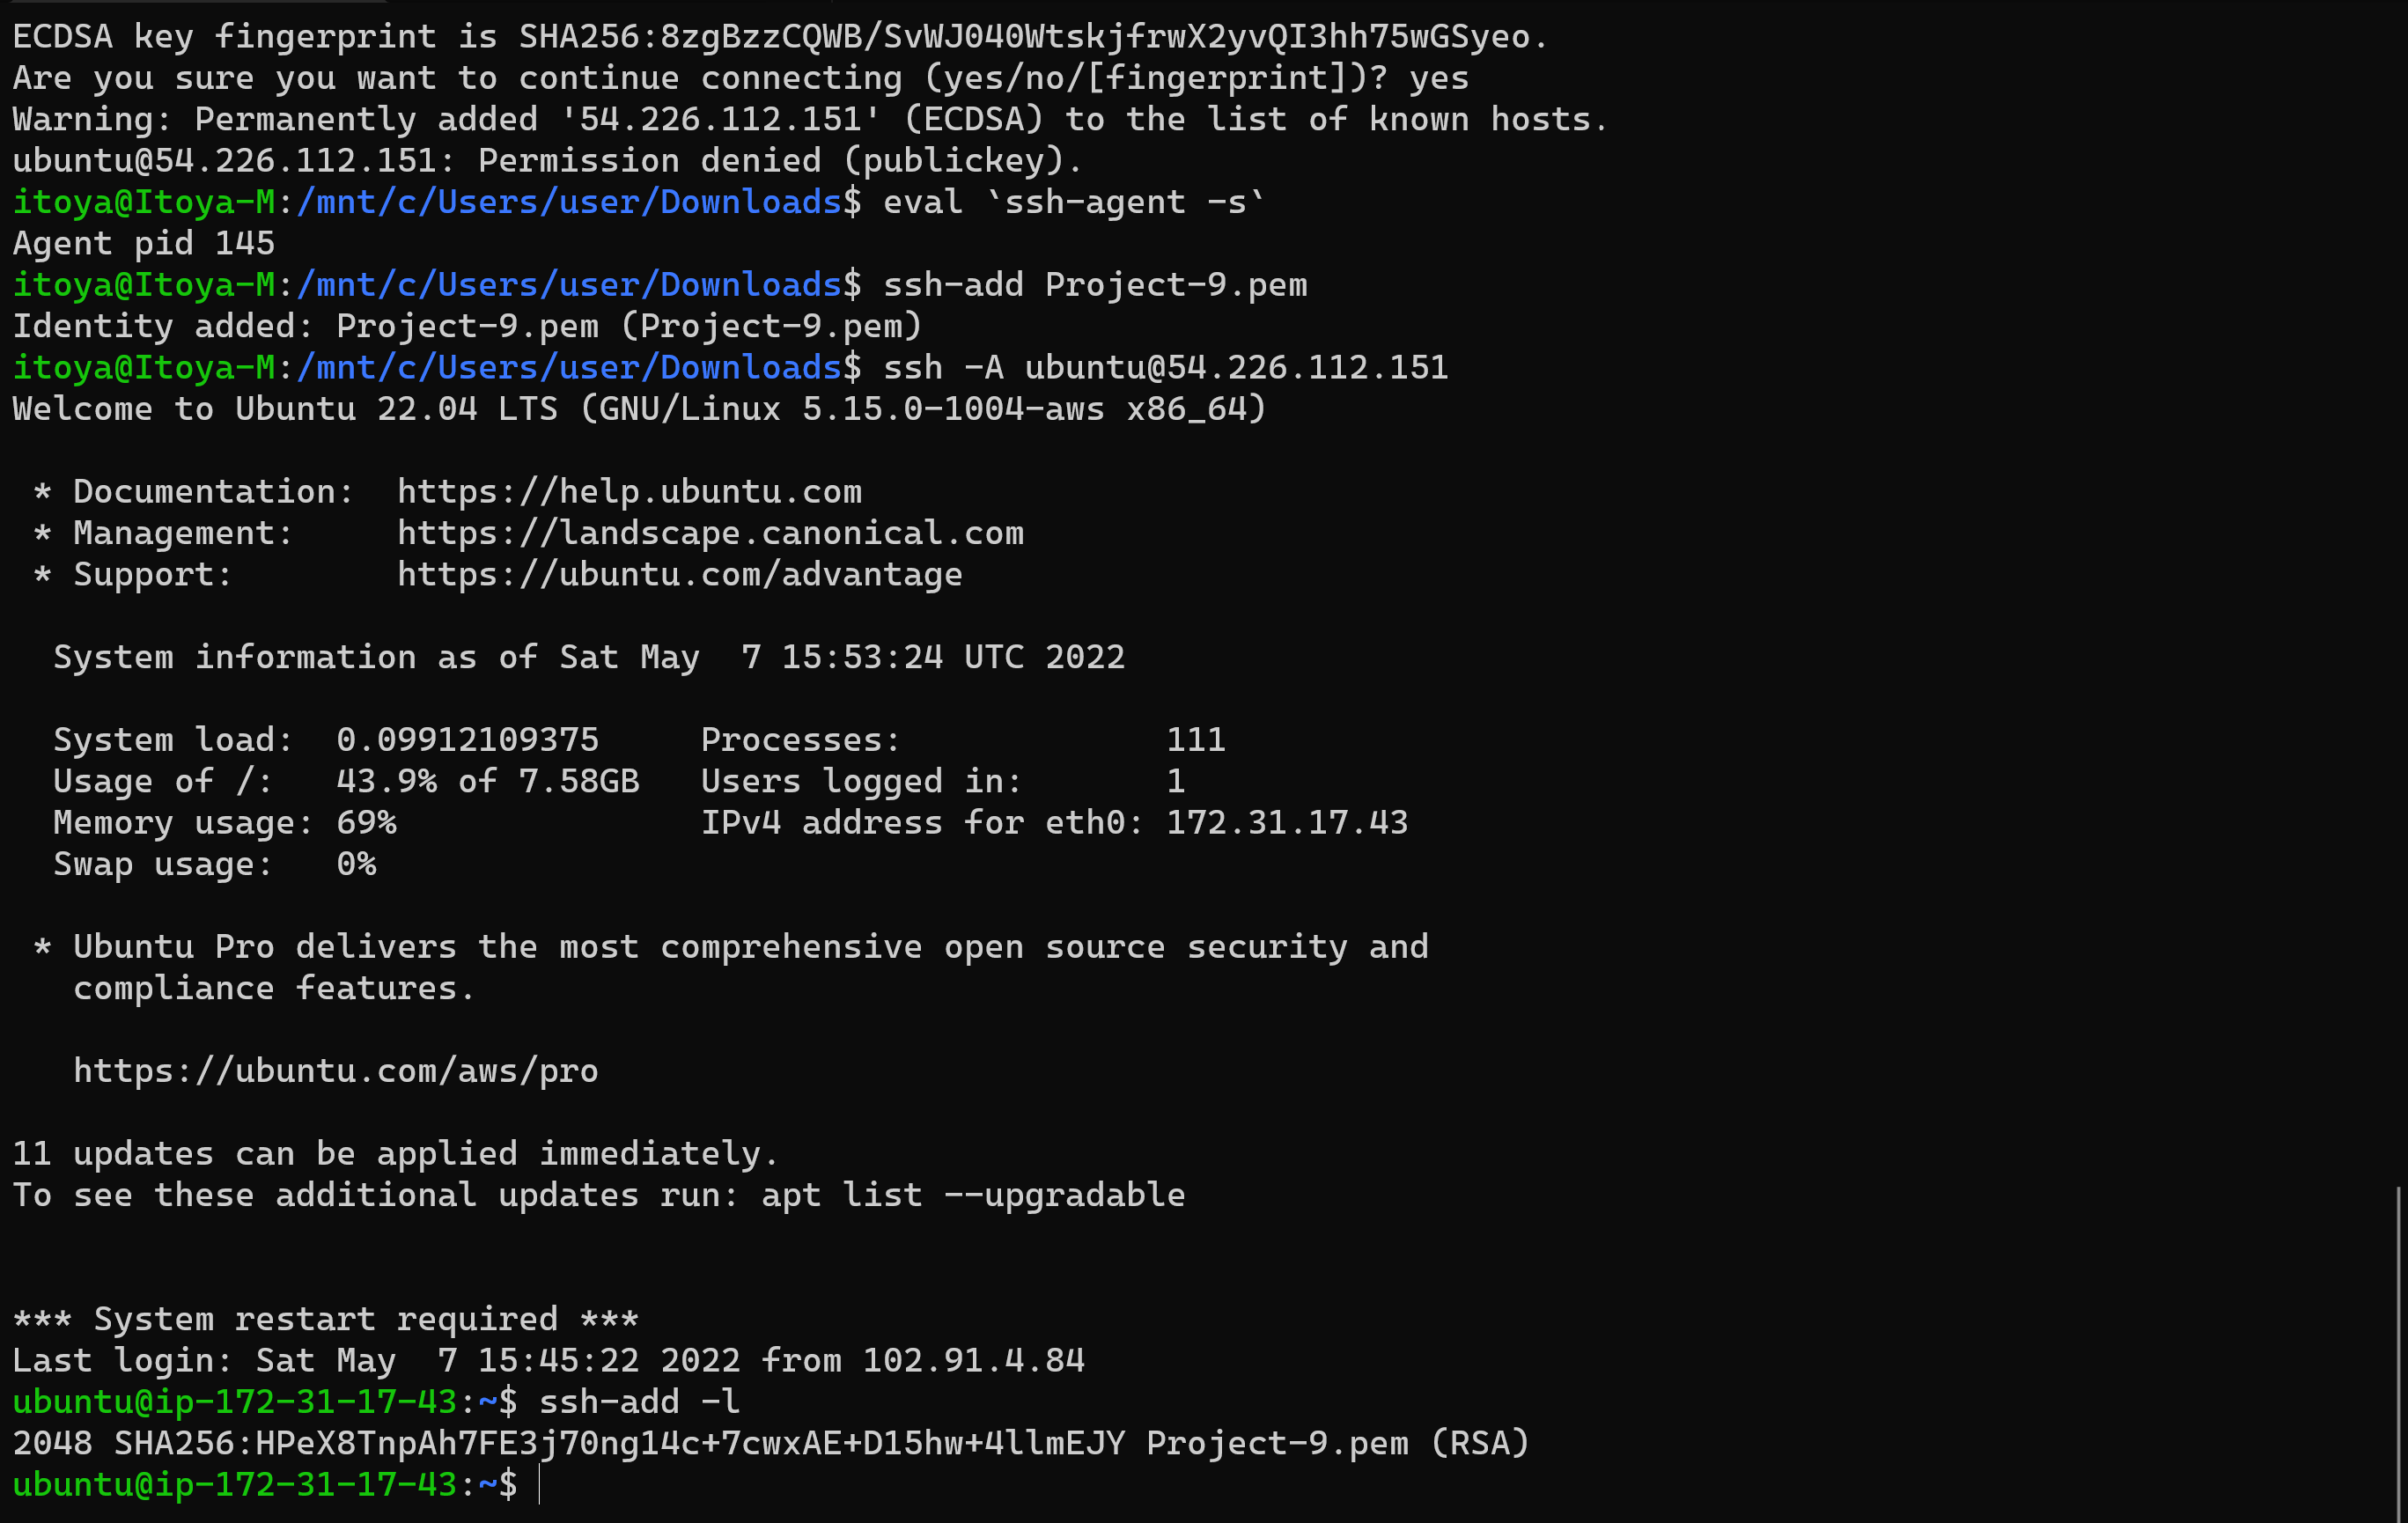 ECDSA key fingerprint is SHA256:8zgBzzCQWB/SvWJ040WtskjfrwX2yvQI3hh75wGSyeo.
Are you sure you want to continue connecting (yes/no/[fingerprint])? yes
Warning: Permanently added '54.226.112.151' (ECDSA) to the list of known hosts.
ubuntu@54.226.112.151: Permission denied (publickey).
itoya@Itoya-M:/mnt/c/Users/user/Downloads$ eval `ssh-agent -s`
Agent pid 145
itoya@Itoya-M:/mnt/c/Users/user/Downloads$ ssh-add Project-9.pem
Identity added: Project-9.pem (Project-9.pem)
itoya@Itoya-M:/mnt/c/Users/user/Downloads$ ssh -A ubuntu@54.226.112.151
Welcome to Ubuntu 22.04 LTS (GNU/Linux 5.15.0-1004-aws x86_64)

 * Documentation:  https://help.ubuntu.com
 * Management:     https://landscape.canonical.com
 * Support:        https://ubuntu.com/advantage

  System information as of Sat May  7 15:53:24 UTC 2022

  System load:  0.09912109375     Processes:             111
  Usage of /:   43.9% of 7.58GB   Users logged in:       1
  Memory usage: 69%               IPv4 address for eth0: 172.31.17.43
  Swap usage:   0%

 * Ubuntu Pro delivers the most comprehensive open source security and
   compliance features.

   https://ubuntu.com/aws/pro

11 updates can be applied immediately.
To see these additional updates run: apt list --upgradable

*** System restart required ***
Last login: Sat May  7 15:45:22 2022 from 102.91.4.84
ubuntu@ip-172-31-17-43:~$ ssh-add -l
2048 SHA256:HPeX8TnpAh7FE3j70ng14c+7cwxAE+D15hw+4llmEJY Project-9.pem (RSA)
ubuntu@ip-172-31-17-43:~$